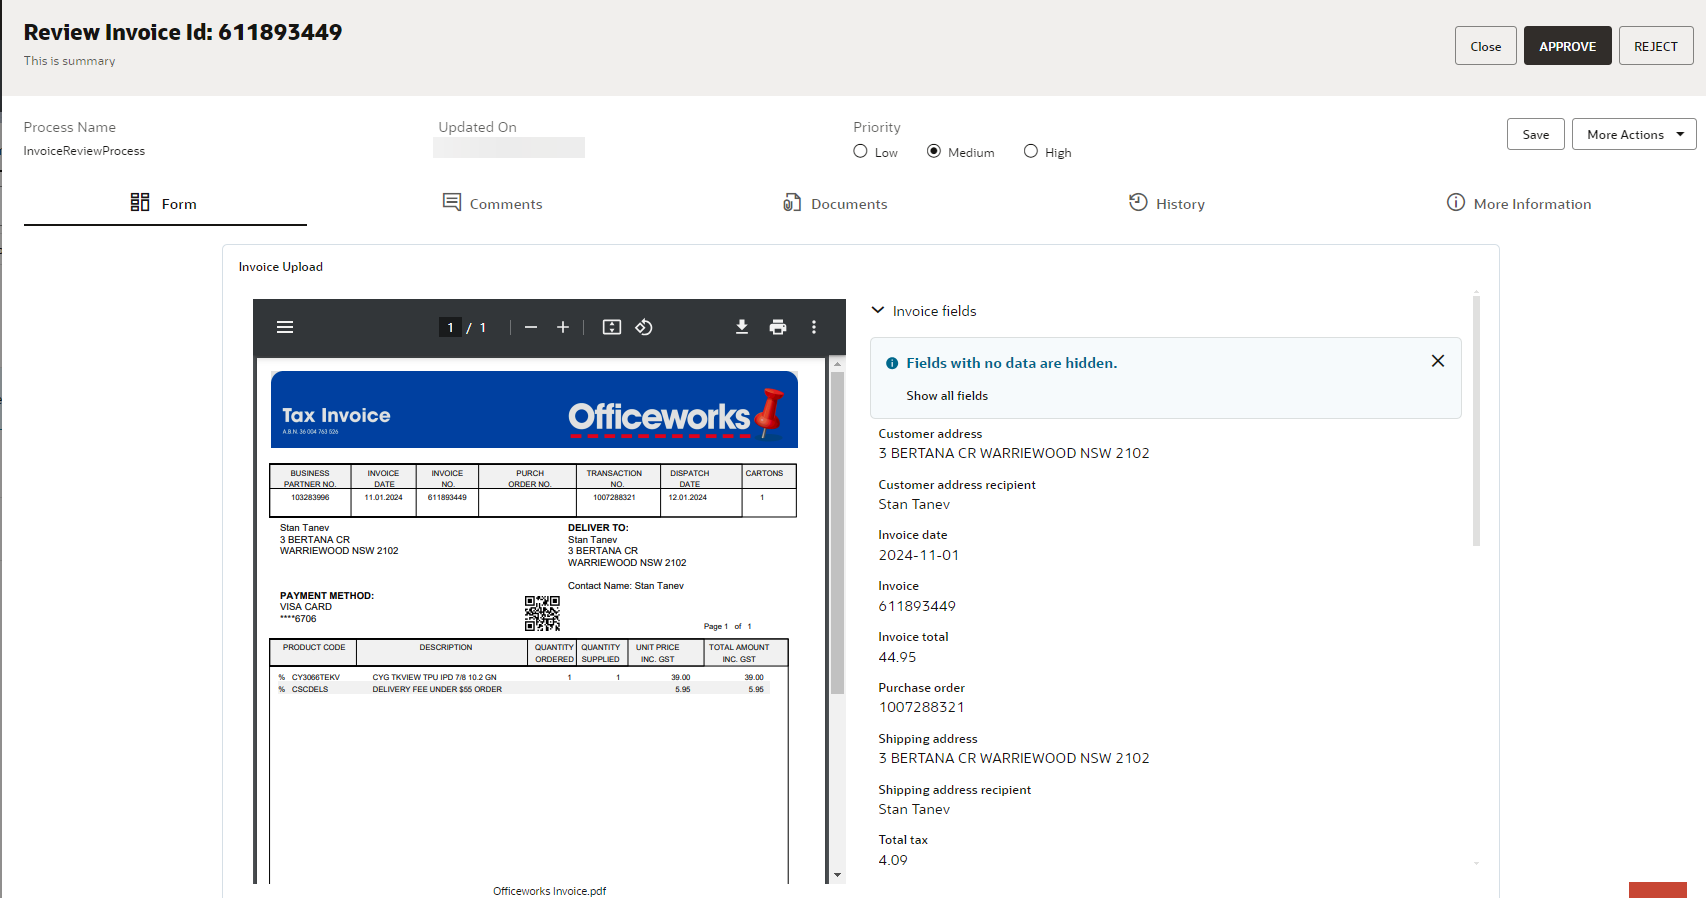 Review Invoice Id: 611893449
This is summary
Close
APPROVE
REJECT
Process Name
InvoiceReviewProcess
Updated On
Priority
Low
Medium
High
Save
More Actions
Form
Comments
Documents
History
More Information
Invoice Upload
1 / 1
Tax Invoice
A.B.N. 36 004 763 526
Officeworks
BUSINESS PARTNER NO. INVOICE DATE INVOICE NO. PURCH ORDER NO. TRANSACTION NO. DISPATCH DATE CARTONS
103283996 11.01.2024 611893449 1007288321 12.01.2024 1
Stan Tanev
3 BERTANA CR
WARRIEWOOD NSW 2102
DELIVER TO:
Stan Tanev
3 BERTANA CR
WARRIEWOOD NSW 2102
Contact Name: Stan Tanev
PAYMENT METHOD:
VISA CARD
****6706
Page 1 of 1
PRODUCT CODE DESCRIPTION QUANTITY ORDERED QUANTITY SUPPLIED UNIT PRICE INC. GST TOTAL AMOUNT INC. GST
% CY3066TEKV CYG TKVIEW TPU IPD 7/8 10.2 GN 1 1 39.00 39.00
% CSCDELS DELIVERY FEE UNDER $55 ORDER 5.95 5.95
Officeworks Invoice.pdf
Invoice fields
Fields with no data are hidden.
Show all fields
Customer address
3 BERTANA CR WARRIEWOOD NSW 2102
Customer address recipient
Stan Tanev
Invoice date
2024-11-01
Invoice
611893449
Invoice total
44.95
Purchase order
1007288321
Shipping address
3 BERTANA CR WARRIEWOOD NSW 2102
Shipping address recipient
Stan Tanev
Total tax
4.09